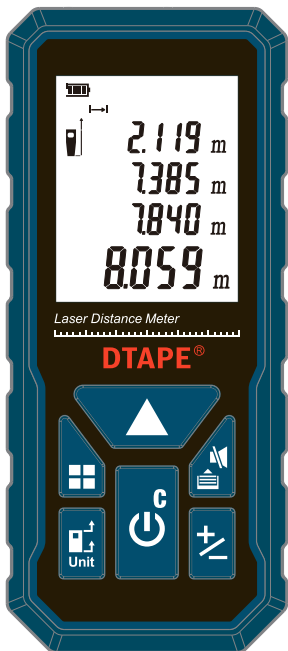 2.119 m
7.385 m
7.840 m
8.059 m
Laser Distance Meter
DTAPE®
C
Unit
+/-